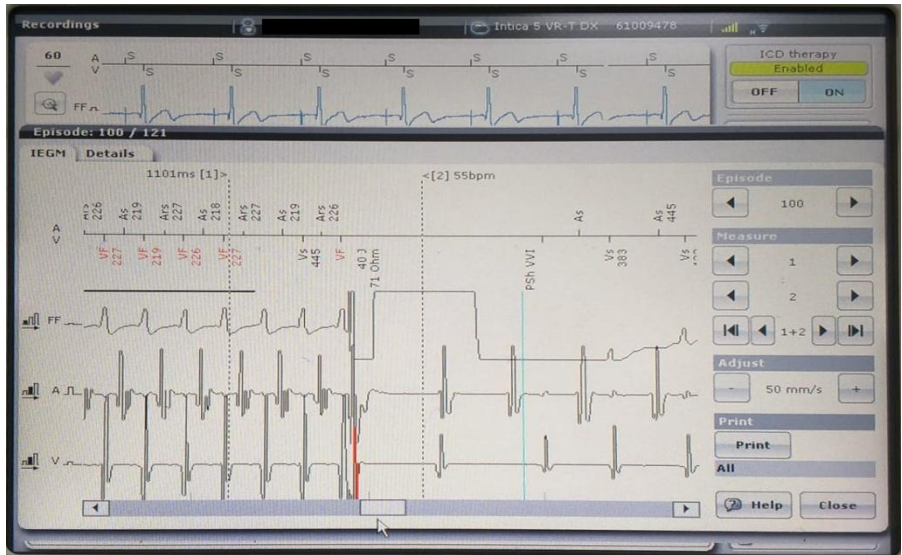 Recordings
Intica 5 VR-T DX 61009478
60
A
V
S S S S S S S
S S S S S S S
FF
ICD therapy
Enabled
OFF ON
Episode: 100 / 121
IEGM Details
1101ms [1]>
<[2] 55bpm
Ars 226 As 219 Ars 227 As 218 Ars 227 As 219 Ars 226 As As 445
A
V
VF 227 VF 219 VF 226 VF 227 Vs 445 VF 40 J 71 Ohm PSh VVI Vs 383 Vs
FF
A
V
Episode
100
Measure
1
2
1+2
Adjust
- 50 mm/s +
Print
Print
All
Help Close